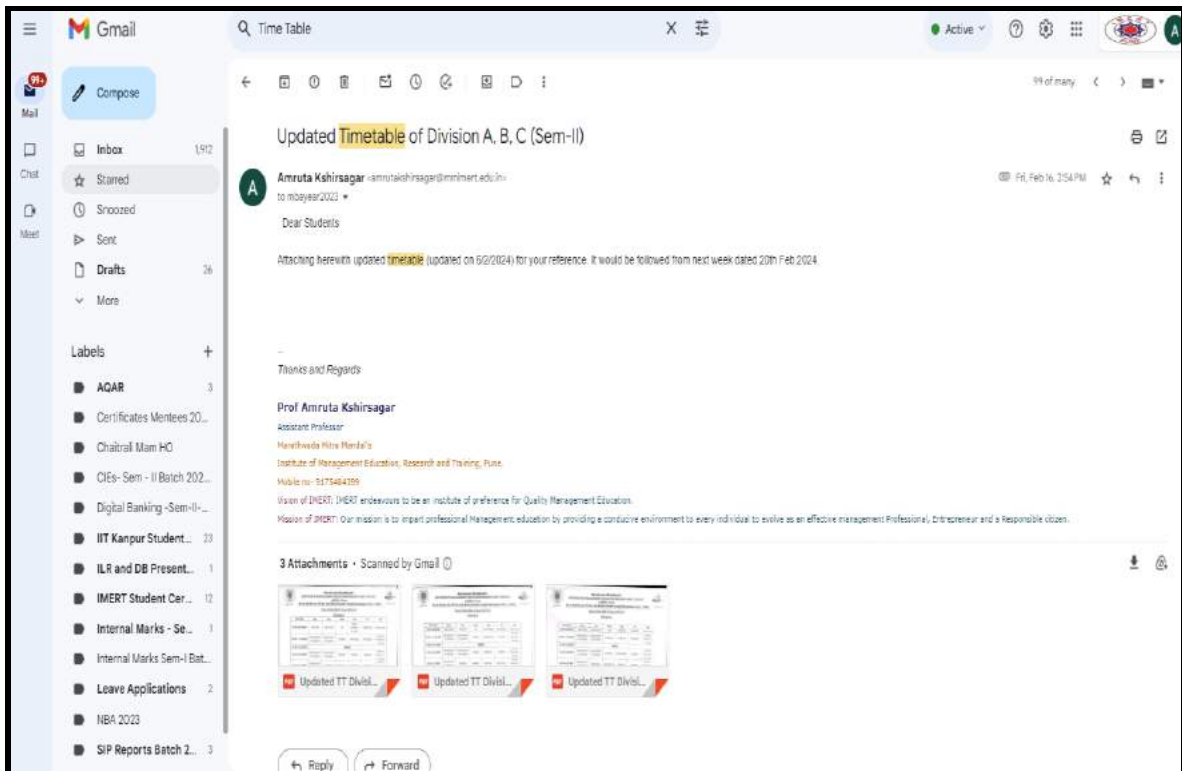 Gmail
Time Table
Active
99+
Mail
Chat
Meet
Compose
Inbox 1,912
Starred
Snoozed
Sent
Drafts 26
More
Labels
AQAR 3
Certificates Mentees 20...
Chaitrali Mam HO
CIEs- Sem - II Batch 202...
Digital Banking -Sem-II-...
IIT Kanpur Student... 23
ILR and DB Present... 1
IMERT Student Cer... 12
Internal Marks - Se... 1
Internal Marks Sem-I Bat...
Leave Applications 2
NBA 2023
SIP Reports Batch 2... 3
A
99 of many
Updated Timetable of Division A, B, C (Sem-II)
A
Amruta Kshirsagar <amrutakshirsagar@mmimert.edu.in>
Fri, Feb 16, 2:54 PM
to mbayear2023
Dear Students
Attaching herewith updated timetable (updated on 6/2/2024) for your reference. It would be followed from next week dated 20th Feb 2024.
--
Thanks and Regards
Prof Amruta Kshirsagar
Assistant Professor
Marathwada Mitra Mandal's
Institute of Management Education, Research and Training, Pune.
Mobile no- 9175484399
Vision of IMERT: IMERT endeavours to be an institute of preference for Quality Management Education.
Mission of IMERT: Our mission is to impart professional Management education by providing a conducive environment to every individual to evolve as an effective management Professional, Entrepreneur and a Responsible citizen.
3 Attachments • Scanned by Gmail
PDF Updated TT Divisi...
PDF Updated TT Divisi...
PDF Updated TT Divisi...
Reply
Forward